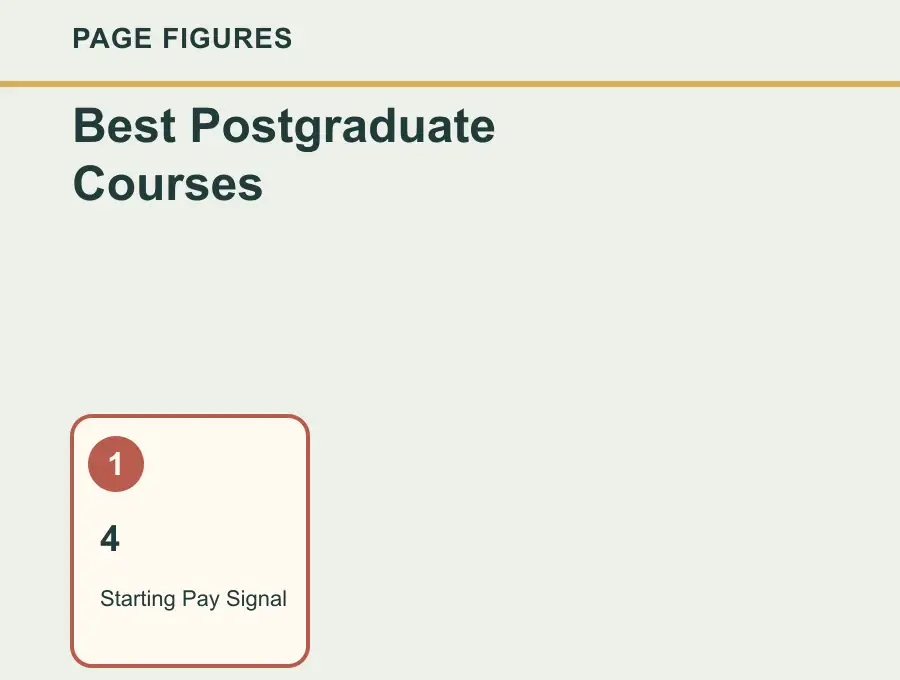 PAGE FIGURES
Best Postgraduate
Courses
1
4
Starting Pay Signal